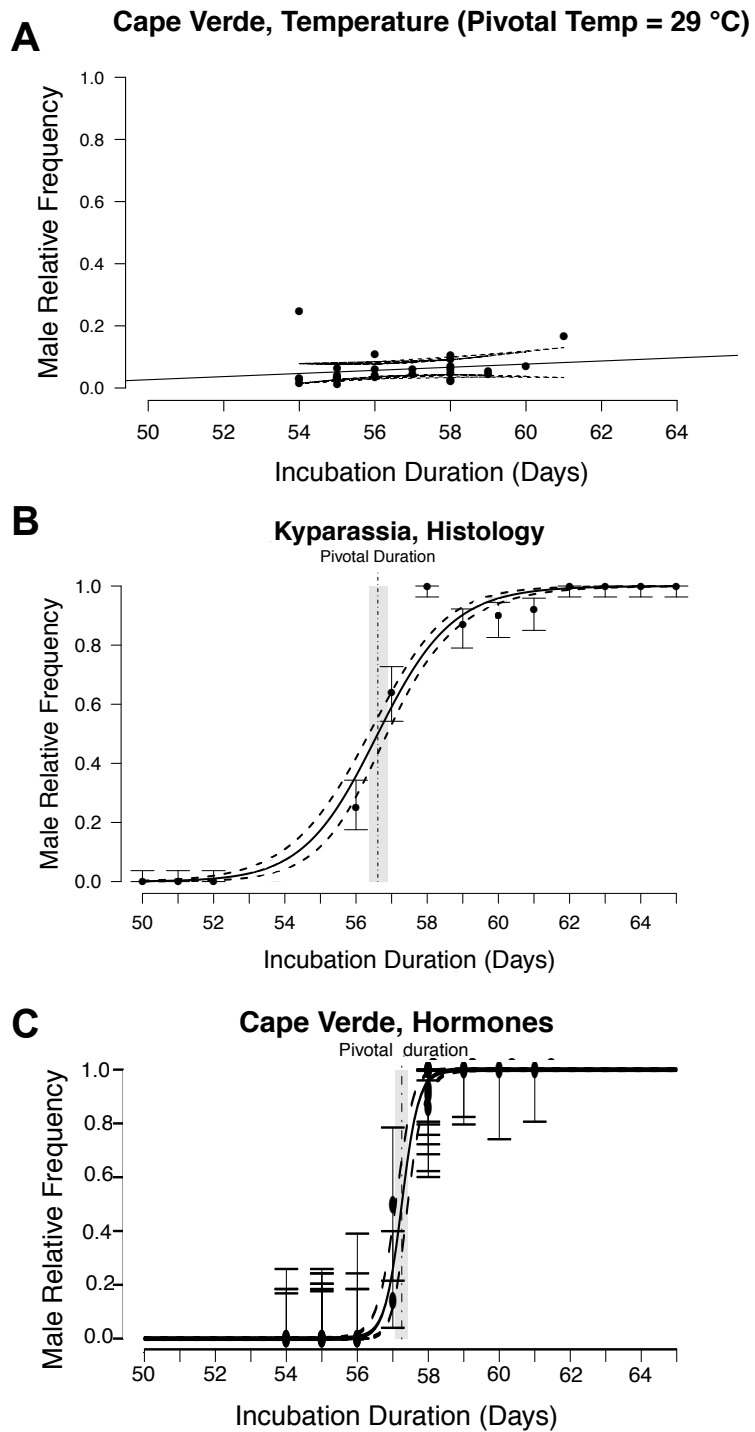 A
Cape Verde, Temperature (Pivotal Temp = 29 °C)
Male Relative Frequency
1.0
0.8
0.6
0.4
0.2
0.0
50 52 54 56 58 60 62 64
Incubation Duration (Days)
B
Kyparassia, Histology
Pivotal Duration
Male Relative Frequency
1.0
0.8
0.6
0.4
0.2
0.0
50 52 54 56 58 60 62 64
Incubation Duration (Days)
C
Cape Verde, Hormones
Pivotal duration
Male Relative Frequency
1.0
0.8
0.6
0.4
0.2
0.0
50 52 54 56 58 60 62 64
Incubation Duration (Days)